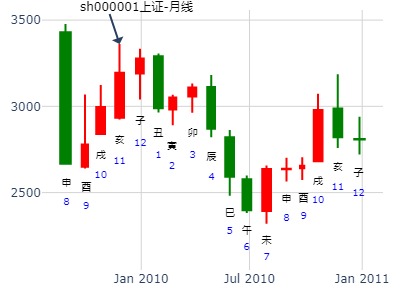 sh000001上证-月线
3500
3000
2500
申
8
酉
9
戌
10
亥
11
子
12
丑
1
寅
2
卯
3
辰
4
巳
5
午
6
未
7
申
8
酉
9
戌
10
亥
11
子
12
Jan 2010
Jul 2010
Jan 2011